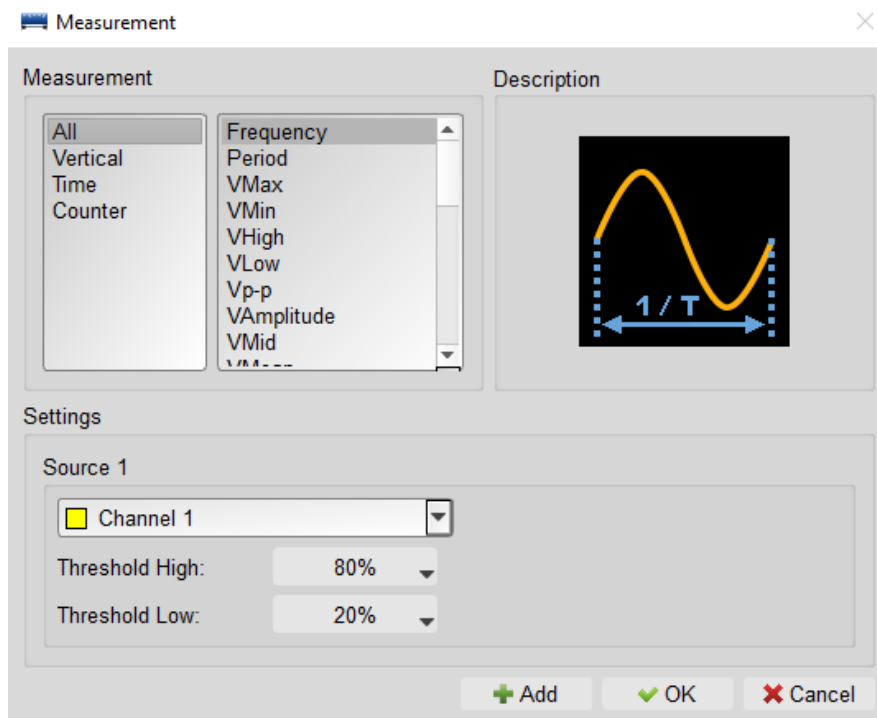 Measurement
Measurement
Description
All
Vertical
Time
Counter
Frequency
Period
VMax
VMin
VHigh
VLow
Vp-p
VAmplitude
VMid
1 / T
Settings
Source 1
Channel 1
Threshold High: 80%
Threshold Low: 20%
Add OK Cancel